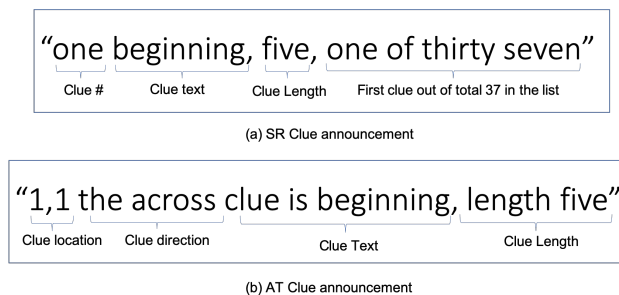 “one beginning, five, one of thirty seven”
Clue # Clue text Clue Length First clue out of total 37 in the list
(a) SR Clue announcement
“1,1 the across clue is beginning, length five”
Clue location Clue direction Clue Text Clue Length
(b) AT Clue announcement